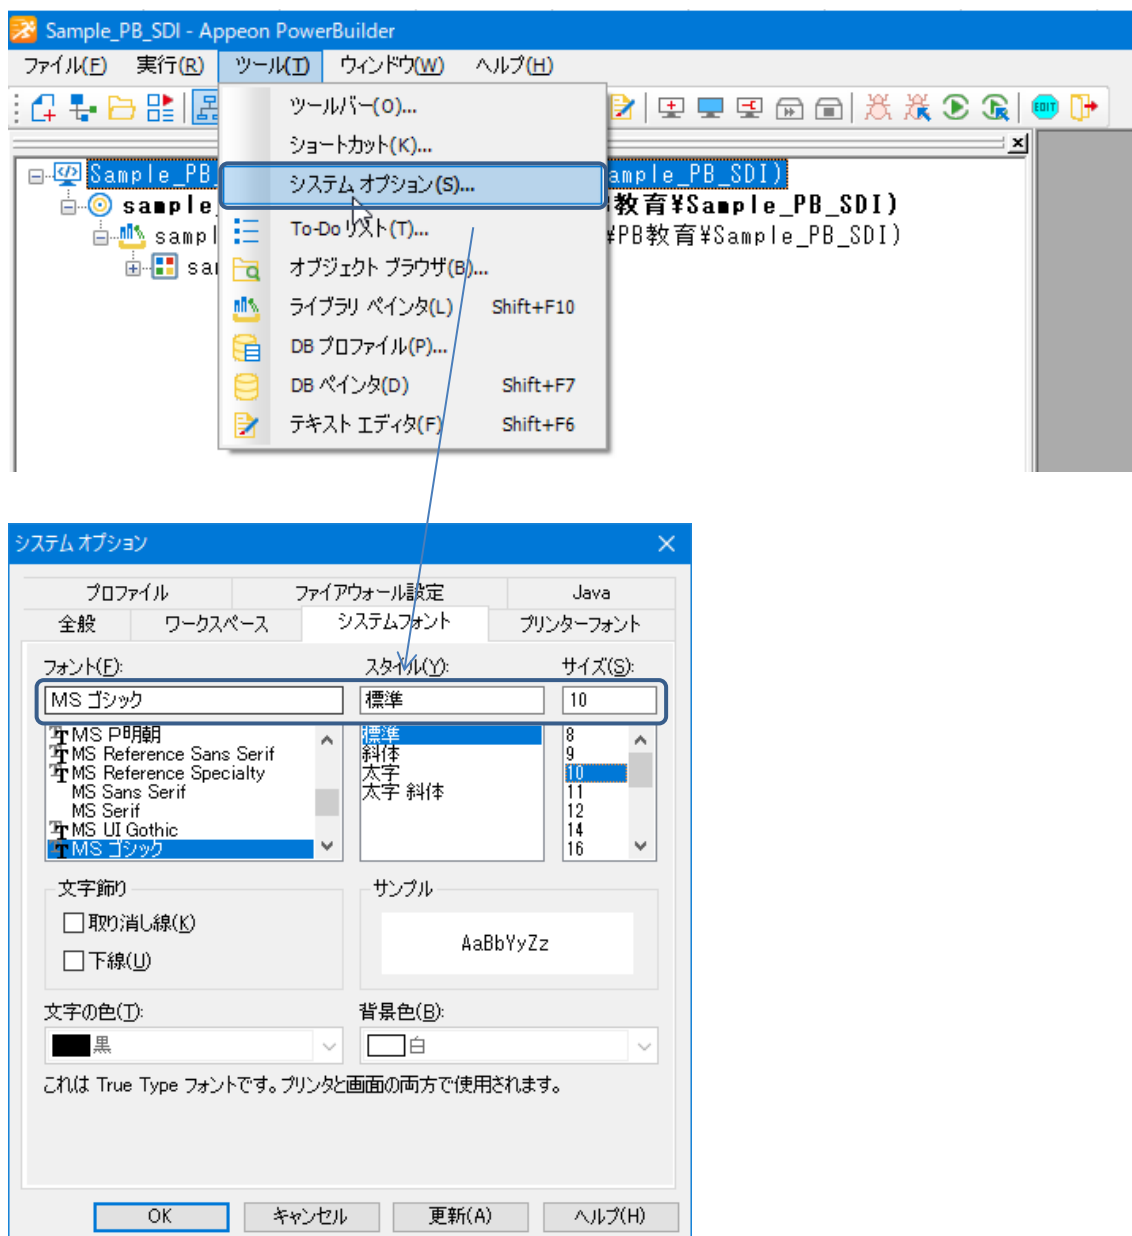 Sample_PB_SDI - Appeon PowerBuilder
ファイル(F) 実行(R) ツール(T) ウィンドウ(W) ヘルプ(H)
EDIT
ツールバー(O)...
ショートカット(K)...
システム オプション(S)...
To-Do リスト(T)...
オブジェクト ブラウザ(B)...
ライブラリ ペインタ(L) Shift+F10
DB プロファイル(P)...
DB ペインタ(D) Shift+F7
テキスト エディタ(F) Shift+F6
Sample_PB ample_PB_SDI)
sample 教育¥Sample_PB_SDI)
sampl ¥PB教育¥Sample_PB_SDI)
sa
システム オプション
プロファイル ファイアウォール設定 Java
全般 ワークスペース システムフォント プリンターフォント
フォント(F): スタイル(Y): サイズ(S):
MS ゴシック 標準 10
MS P明朝 標準 8
MS Reference Sans Serif 斜体 9
MS Reference Specialty 太字 10
MS Sans Serif 太字 斜体 11
MS Serif 12
MS UI Gothic 14
MS ゴシック 16
文字飾り サンプル
取り消し線(K)
下線(U)
AaBbYyZz
文字の色(T): 背景色(B):
黒 白
これは True Type フォントです。プリンタと画面の両方で使用されます。
OK キャンセル 更新(A) ヘルプ(H)